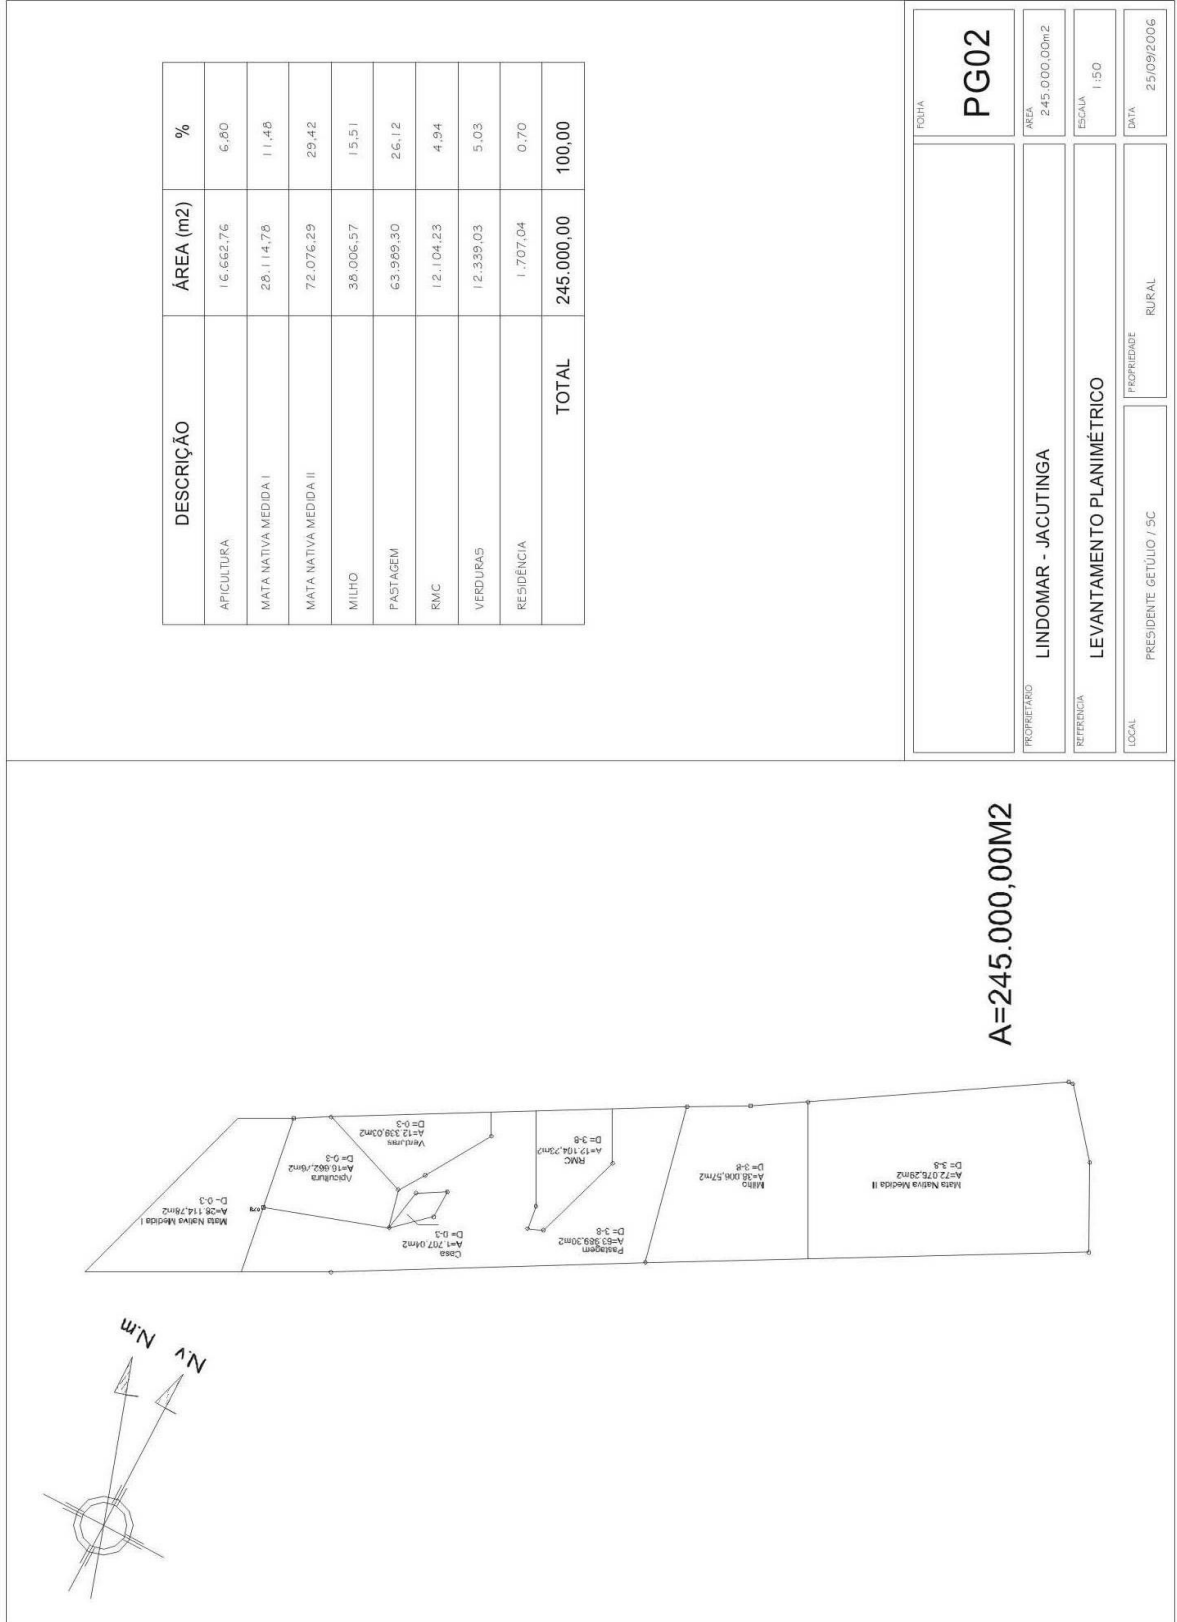 DESCRIÇÃO ÁREA (m2) %
APICULTURA 16.662,76 6,80
MATA NATIVA MEDIDA I 28.114,78 11,48
MATA NATIVA MEDIDA II 72.076,29 29,42
MILHO 38.006,57 15,51
PASTAGEM 63.989,30 26,12
RMC 12.104,23 4,94
VERDURAS 12.339,03 5,03
RESIDÊNCIA 1.707,04 0,70
TOTAL 245.000,00 100,00
FOLHA
PG02
PROPRIETARIO
LINDOMAR - JACUTINGA
AREA
245.000,00m2
REFERENCIA
LEVANTAMENTO PLANIMÉTRICO
ESCALA
1:50
LOCAL
PRESIDENTE GETÚLIO / SC
PROPRIEDADE
RURAL
DATA
25/09/2006
A=245.000,00M2
Mata Nativa Medida I
A=28.114,78m2
D= 0-3
Apicultura
A=16.662,76m2
D= 0-3
Verduras
A=12.339,03m2
D= 0-3
Casa
A=1.707,04m2
D= 0-3
RMC
A=12.104,23m2
D= 3-8
Pastagem
A=63.989,30m2
D= 3-8
Milho
A=38.006,57m2
D= 3-8
Mata Nativa Medida II
A=72.076,29m2
D= 3-8
N.m
N.v